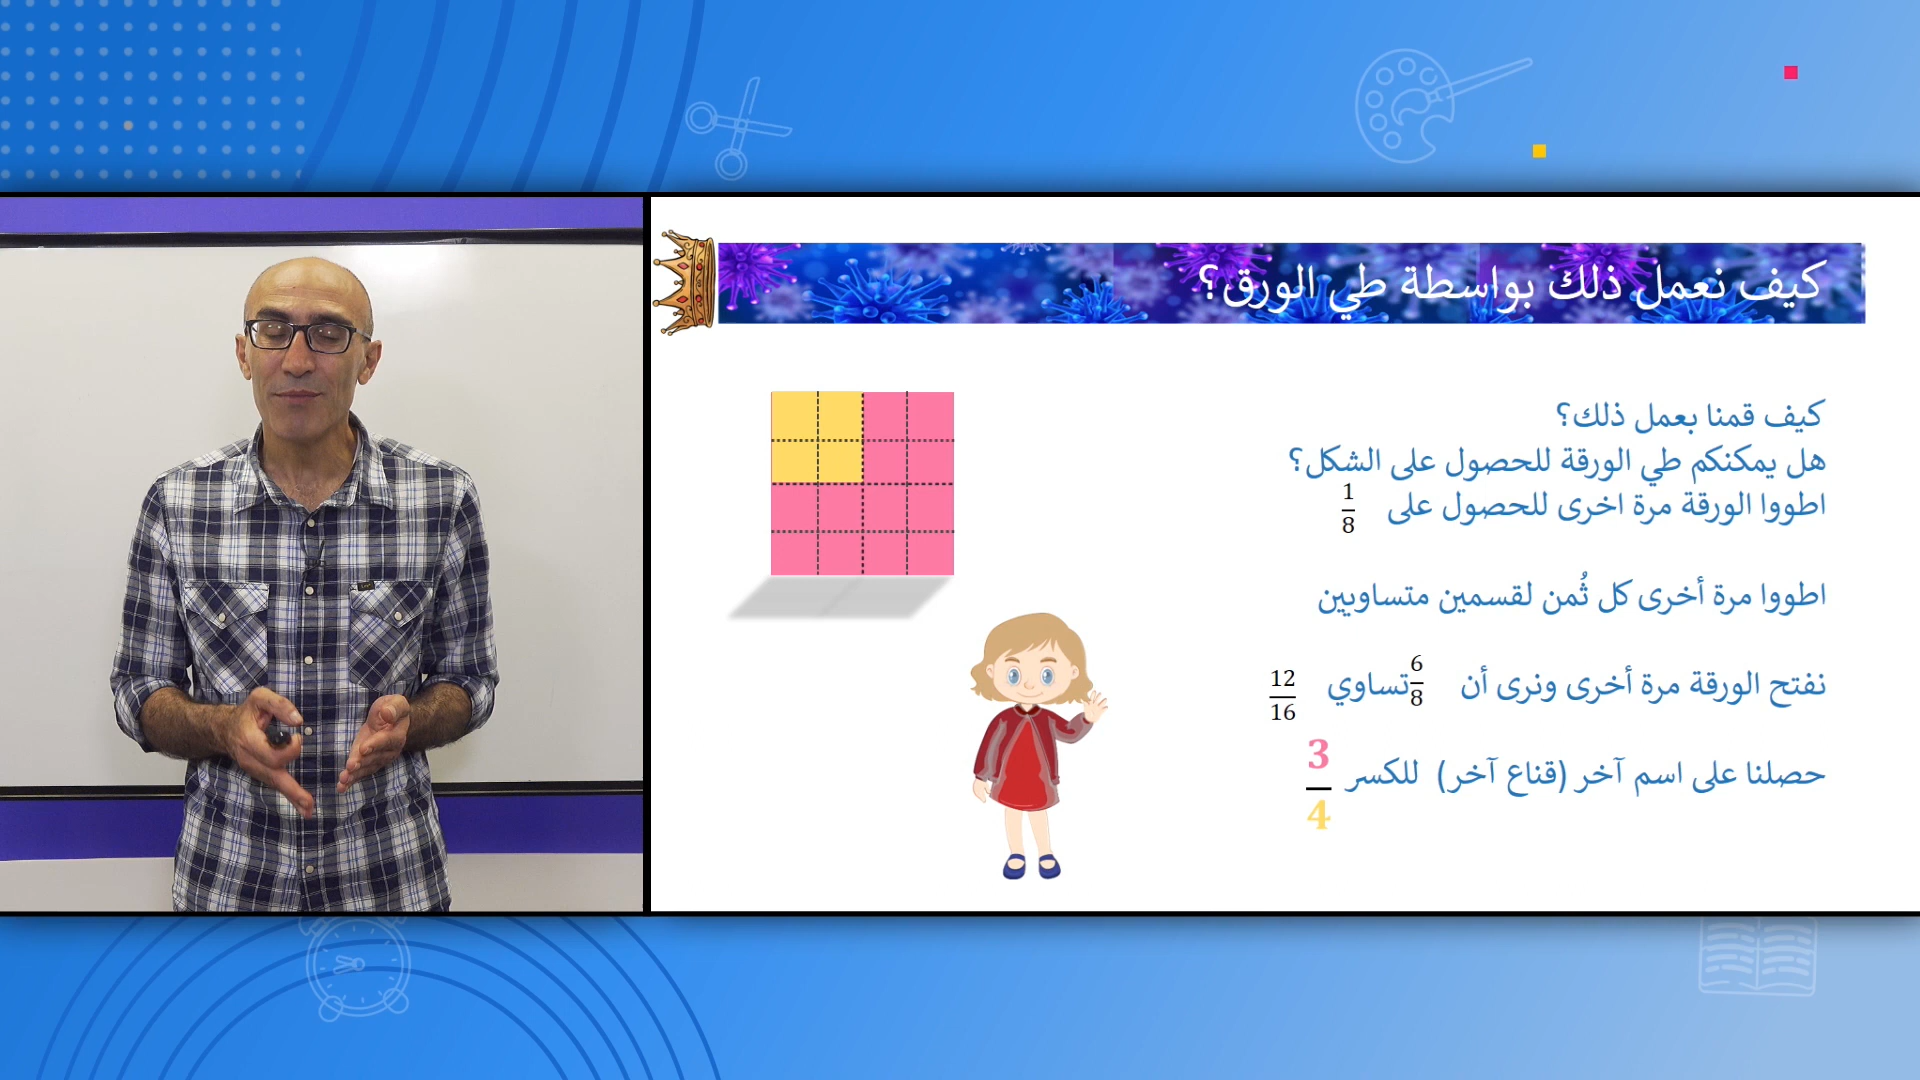 كيف نعمل ذلك بواسطة طي الورق؟
كيف قمنا بعمل ذلك؟
هل يمكنكم طي الورقة للحصول على الشكل؟
اطووا الورقة مرة اخرى للحصول على 1/8
اطووا مرة أخرى كل ثُمن لقسمين متساويين
نفتح الورقة مرة أخرى ونرى أن 6/8 تساوي 12/16
حصلنا على اسم آخر (قناع آخر) للكسر 3/4